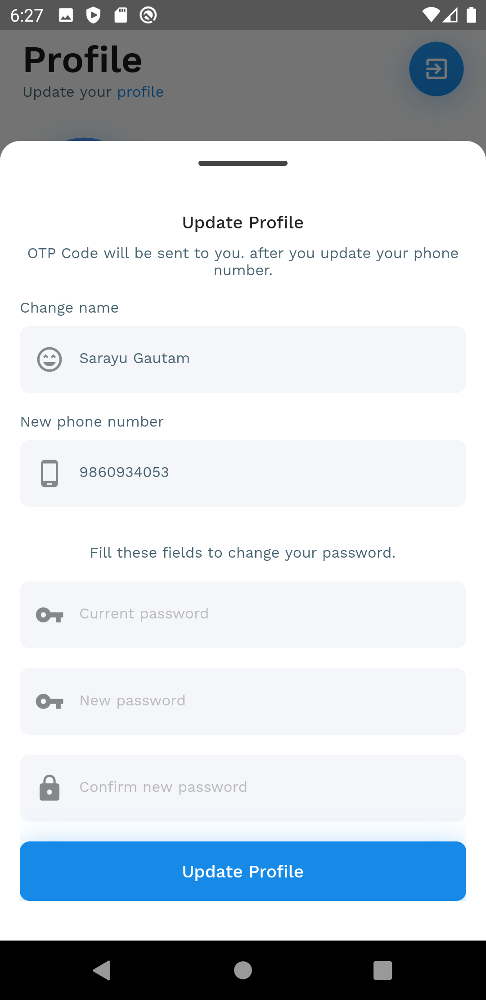 6:27
Profile
Update your profile
Update Profile
OTP Code will be sent to you. after you update your phone
number.
Change name
Sarayu Gautam
New phone number
9860934053
Fill these fields to change your password.
Current password
New password
Confirm new password
Update Profile